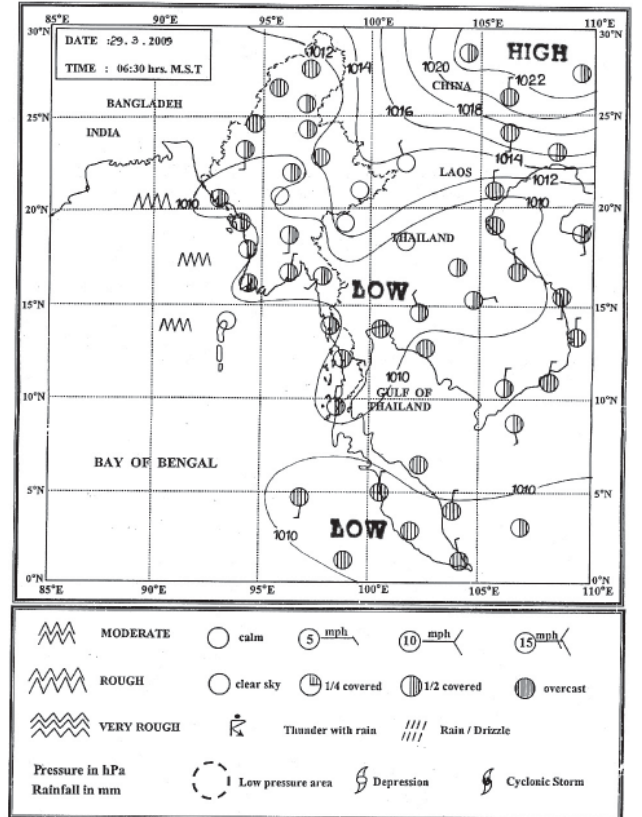 85°E 90°E 95°E 100°E 105°E 110°E
30°N 30°N
DATE :29.3.2009
TIME : 06:30 hrs. M.S.T
1012
1014
1020
HIGH
1022
CHINA
1016
1018
25°N 25°N
BANGLADEH
INDIA
1014
LAOS
1012
1010
1010
20°N 20°N
THAILAND
LOW
15°N 15°N
1010
GULF OF
THAILAND
10°N 10°N
BAY OF BENGAL
5°N 5°N
1010
1010
LOW
0°N 0°N
85°E 90°E 95°E 100°E 105°E 110°E
MODERATE calm 5 mph 10 mph 15 mph
ROUGH clear sky 1/4 covered 1/2 covered overcast
VERY ROUGH Thunder with rain Rain / Drizzle
Pressure in hPa
Rainfall in mm
Low pressure area Depression Cyclonic Storm